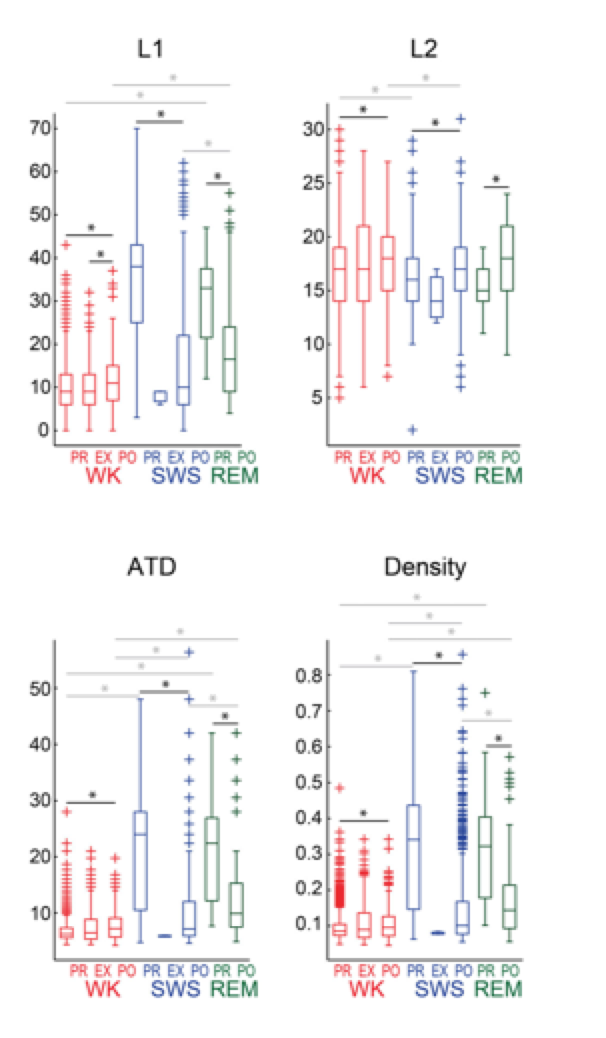 L1 L2
* *
* *
* * *
70 30
60 *
50 25 *
* *
40 * 20
30 15
20 10
10 5
0
PR EX PO PR EX PO PR PO PR EX PO PR EX PO PR PO
WK SWS REM WK SWS REM
ATD Density
* *
* *
* *
* * * *
50 * 0.8
* 0.7 *
40 0.6 *
* 0.5
30 0.4 *
20 0.3
0.2
10 0.1
PR EX PO PR EX PO PR PO PR EX PO PR EX PO PR PO
WK SWS REM WK SWS REM